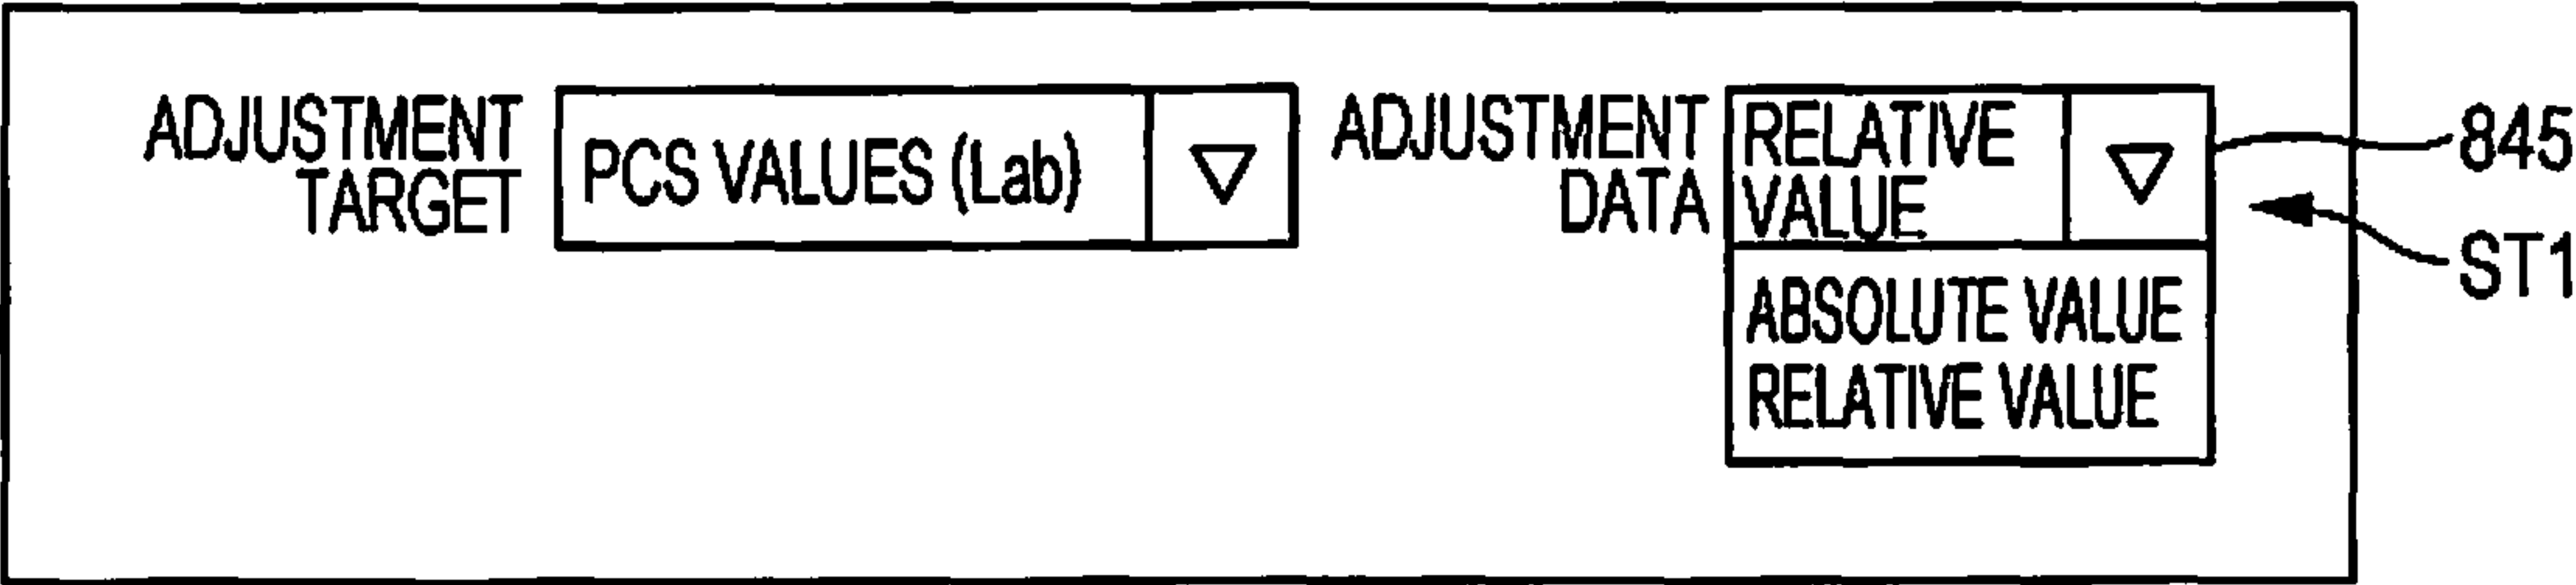 ADJUSTMENT
TARGET
PCS VALUES (Lab)
ADJUSTMENT
DATA
RELATIVE
VALUE
ABSOLUTE VALUE
RELATIVE VALUE
845
ST1